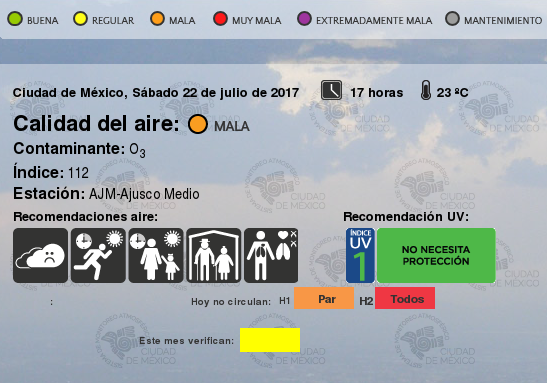 BUENA REGULAR MALA MUY MALA EXTREMADAMENTE MALA MANTENIMIENTO
Ciudad de México, Sábado 22 de julio de 2017 17 horas 23 ºC
Calidad del aire: MALA
Contaminante: O3
Índice: 112
Estación: AJM-Ajusco Medio
Recomendaciones aire: Recomendación UV:
ÍNDICE
UV
1
NO NECESITA
PROTECCIÓN
: Hoy no circulan: H1 Par H2 Todos
Este mes verifican:
CIUDAD
DE MÉXICO